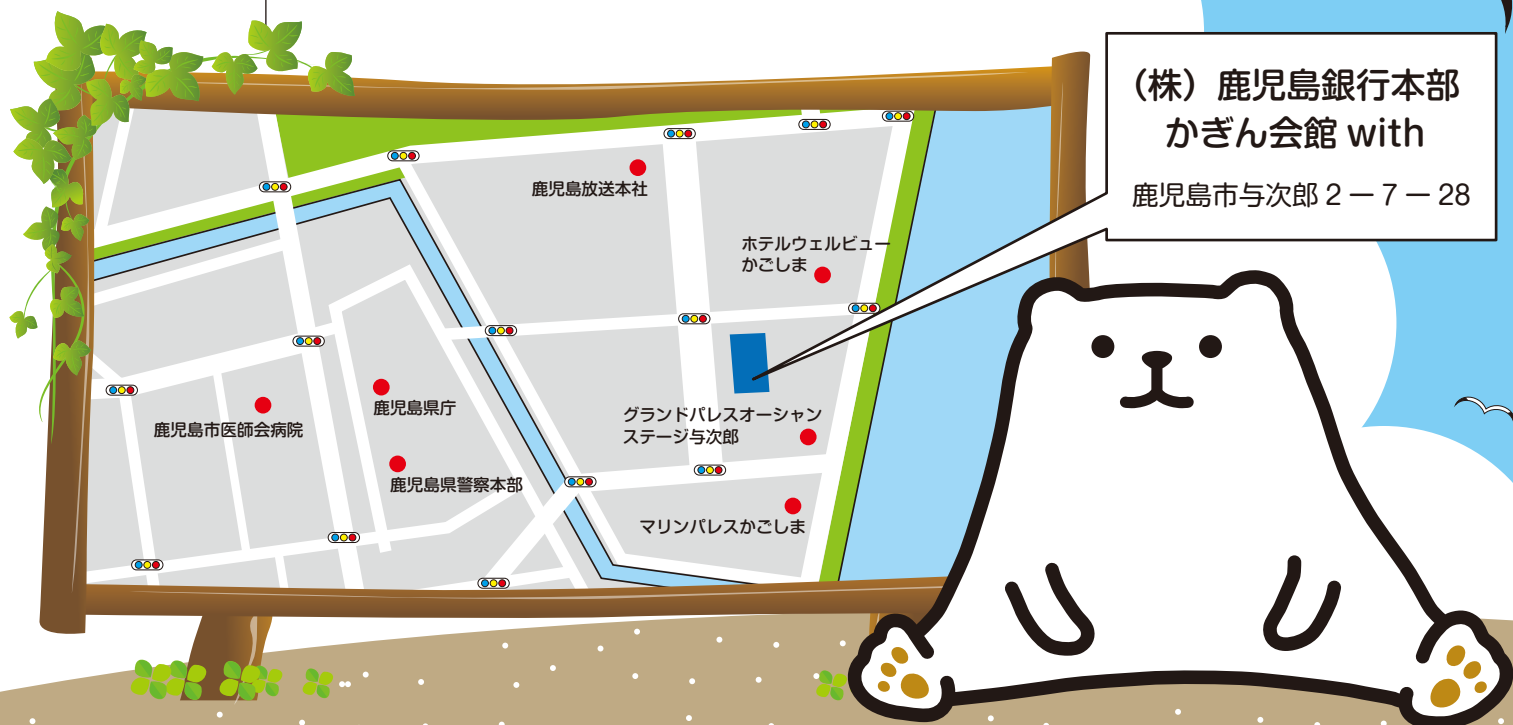 (株)鹿児島銀行本部
かぎん会館 with
鹿児島市与次郎 2 ー 7 ー 28
鹿児島放送本社
ホテルウェルビュー
かごしま
鹿児島県庁
鹿児島市医師会病院
グランドパレスオーシャン
ステージ与次郎
鹿児島県警察本部
マリンパレスかごしま